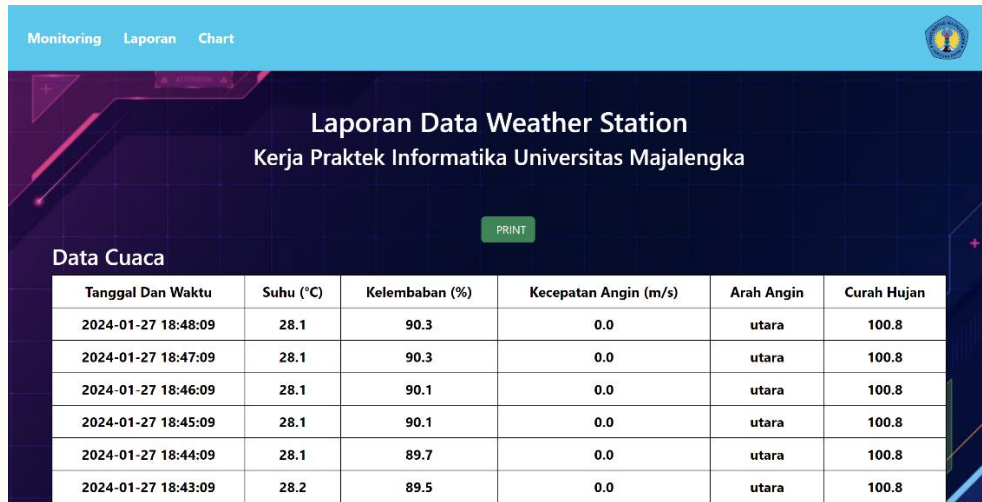 Monitoring Laporan Chart
ATTENTION
Laporan Data Weather Station
Kerja Praktek Informatika Universitas Majalengka
PRINT
Data Cuaca
Tanggal Dan Waktu Suhu (°C) Kelembaban (%) Kecepatan Angin (m/s) Arah Angin Curah Hujan
2024-01-27 18:48:09 28.1 90.3 0.0 utara 100.8
2024-01-27 18:47:09 28.1 90.3 0.0 utara 100.8
2024-01-27 18:46:09 28.1 90.1 0.0 utara 100.8
2024-01-27 18:45:09 28.1 90.1 0.0 utara 100.8
2024-01-27 18:44:09 28.1 89.7 0.0 utara 100.8
2024-01-27 18:43:09 28.2 89.5 0.0 utara 100.8